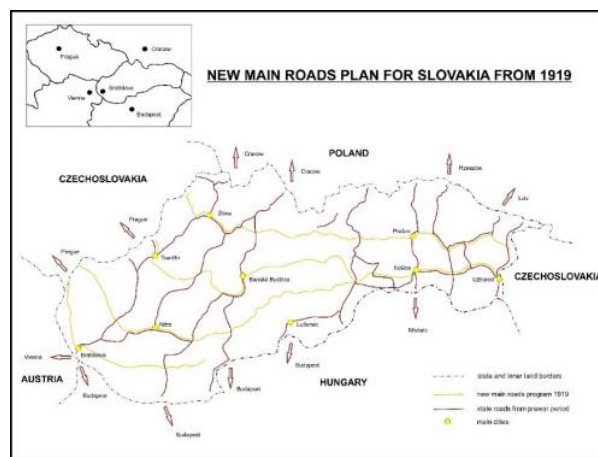 Prague
Cracow
Vienna
Bratislava
Budapest
NEW MAIN ROADS PLAN FOR SLOVAKIA FROM 1919
Cracow
Cracow
POLAND
Rzeszów
CZECHOSLOVAKIA
Lviv
Prague
Žilina
Prešov
Prague
Trenčín
Košice
CZECHOSLOVAKIA
Banská Bystrica
Užhorod
Nitra
Lučenec
Miskolc
Bratislava
Vienna
Budapest
AUSTRIA
HUNGARY
Budapest
Budapest
Budapest
state and inner land borders
new main roads program 1919
state roads from prewar period
main cities